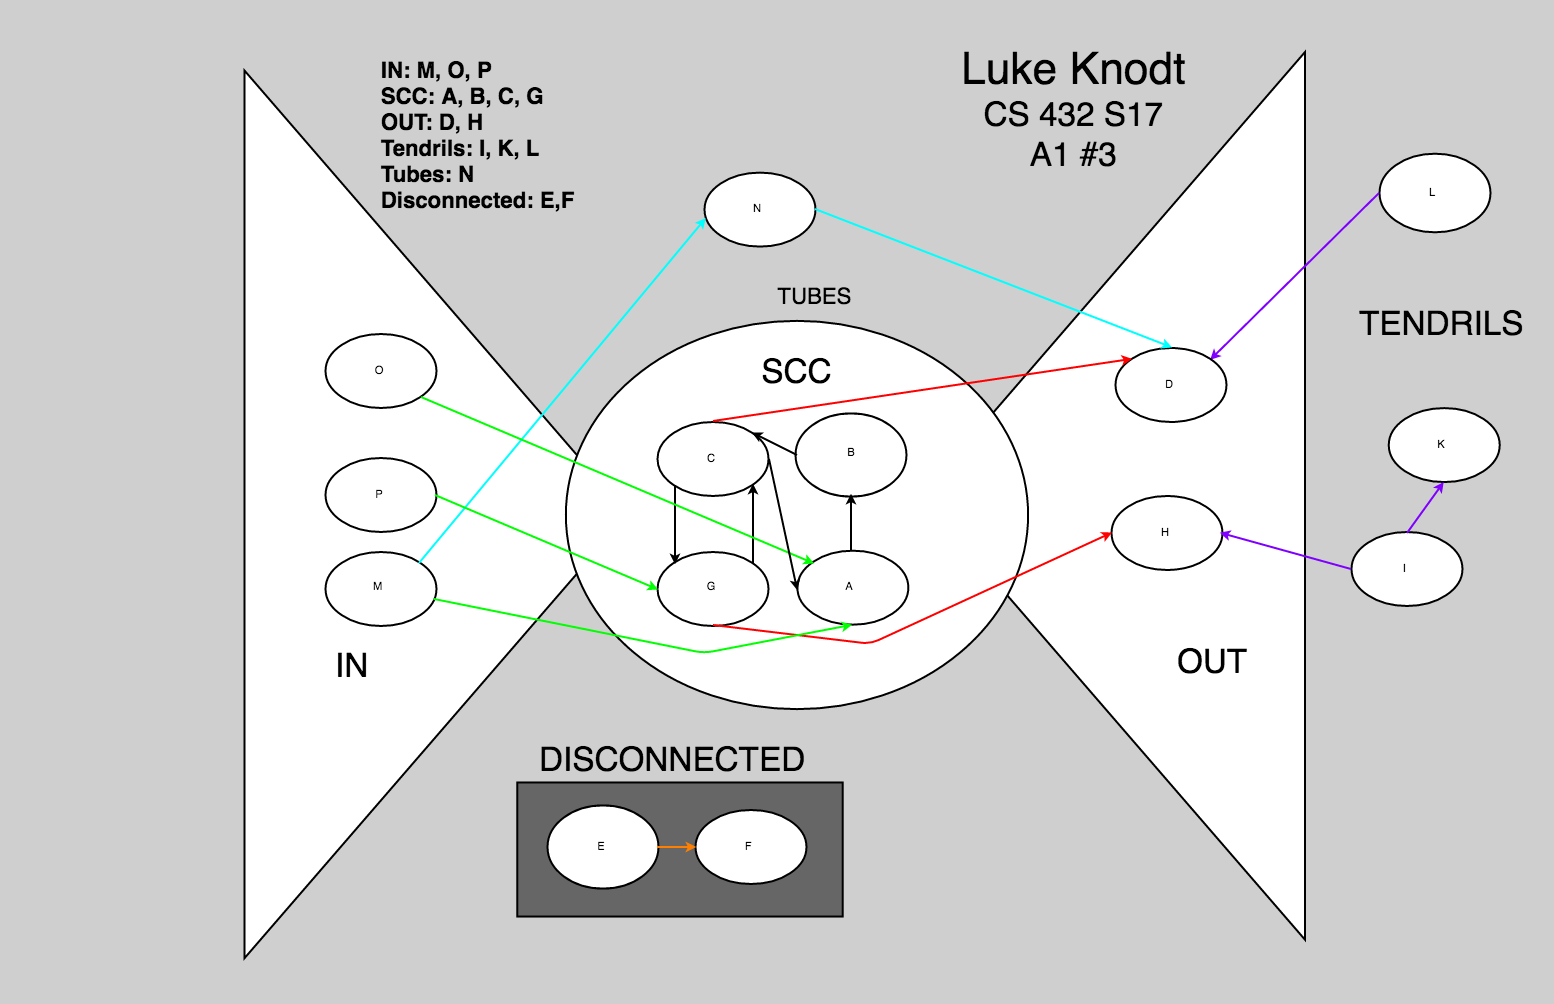 IN: M, O, P
SCC: A, B, C, G
OUT: D, H
Tendrils: I, K, L
Tubes: N
Disconnected: E,F
Luke Knodt
CS 432 S17
A1 #3
N
L
TUBES
TENDRILS
O
SCC
D
C
B
K
P
H
M
G
A
I
IN
OUT
DISCONNECTED
E
F